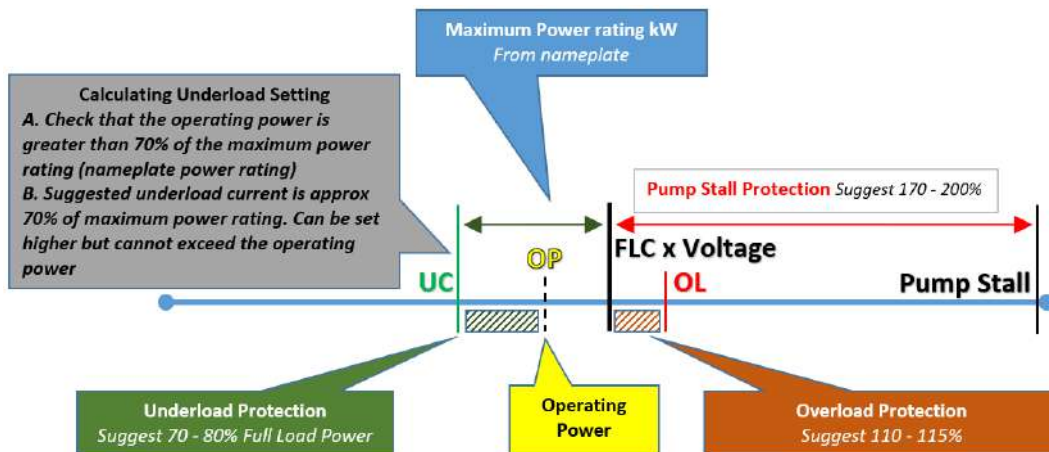 Maximum Power rating kW
From nameplate
Calculating Underload Setting
A. Check that the operating power is
greater than 70% of the maximum power
rating (nameplate power rating)
B. Suggested underload current is approx
70% of maximum power rating. Can be set
higher but cannot exceed the operating
power
Pump Stall Protection Suggest 170 - 200%
OP
FLC x Voltage
UC
OL
Pump Stall
Underload Protection
Suggest 70 - 80% Full Load Power
Operating
Power
Overload Protection
Suggest 110 - 115%